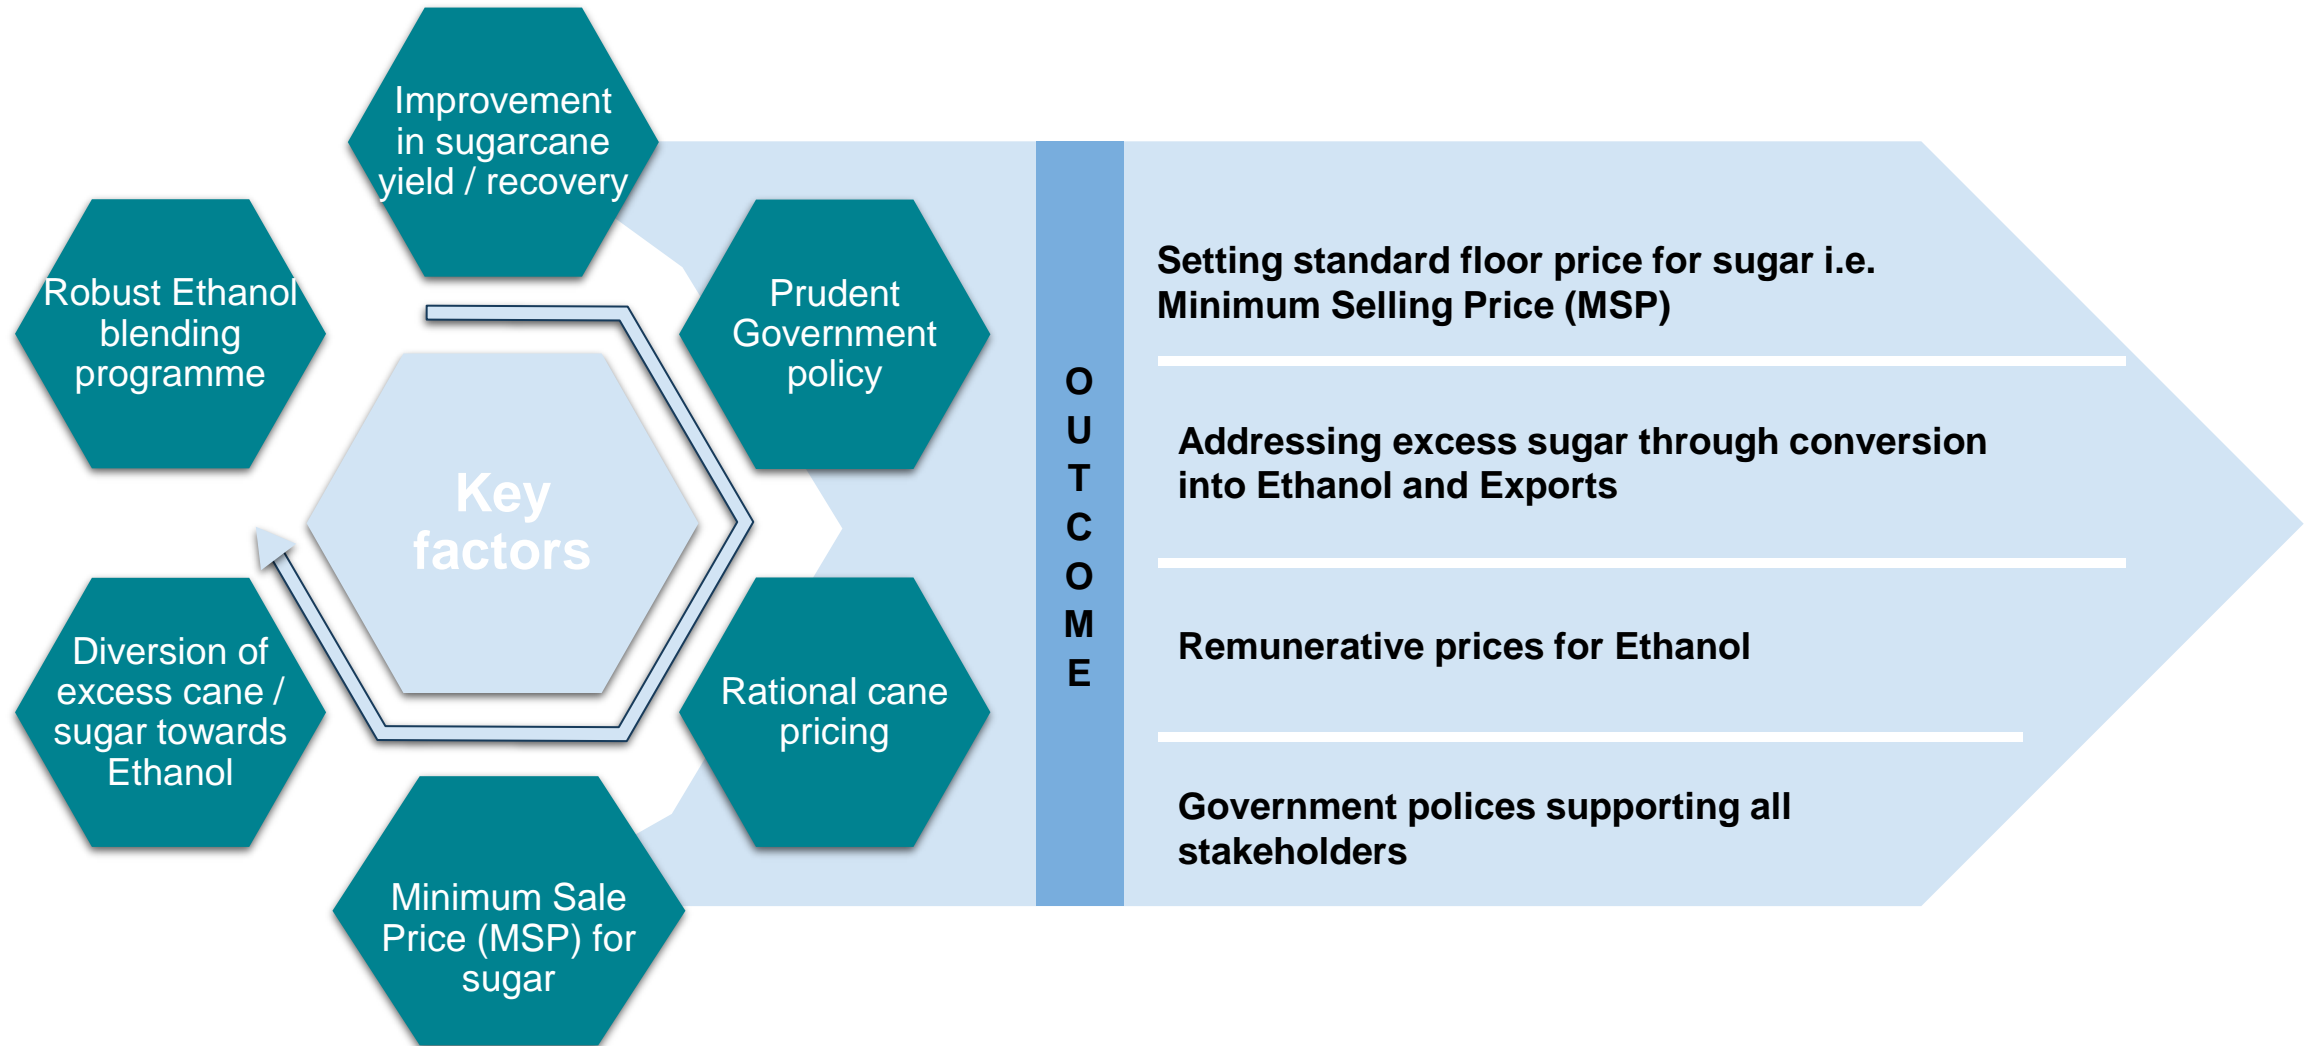 Improvement
in sugarcane
yield / recovery
Prudent
Government
policy
Rational cane
pricing
Minimum Sale
Price (MSP) for
sugar
Diversion of
excess cane /
sugar towards
Ethanol
Robust Ethanol
blending
programme
Key
factors
O
U
T
C
O
M
E
Setting standard floor price for sugar i.e.
Minimum Selling Price (MSP)
Addressing excess sugar through conversion
into Ethanol and Exports
Remunerative prices for Ethanol
Government polices supporting all
stakeholders